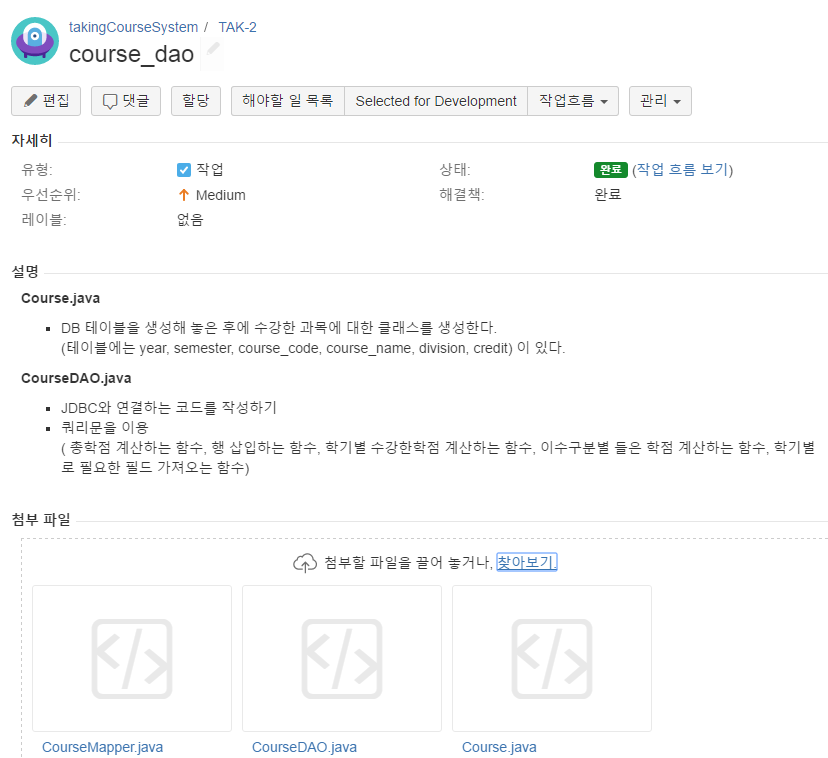 takingCourseSystem / TAK-2
course_dao
편집 댓글 할당 해야할 일 목록 Selected for Development 작업흐름 관리
자세히
유형: 작업 상태: 완료 (작업 흐름 보기)
우선순위: Medium 해결책: 완료
레이블: 없음
설명
Course.java
DB 테이블을 생성해 놓은 후에 수강한 과목에 대한 클래스를 생성한다.
(테이블에는 year, semester, course_code, course_name, division, credit) 이 있다.
CourseDAO.java
JDBC와 연결하는 코드를 작성하기
쿼리문을 이용
( 총학점 계산하는 함수, 행 삽입하는 함수, 학기별 수강한학점 계산하는 함수, 이수구분별 들은 학점 계산하는 함수, 학기별
로 필요한 필드 가져오는 함수)
첨부 파일
첨부할 파일을 끌어 놓거나, 찾아보기.
CourseMapper.java CourseDAO.java Course.java